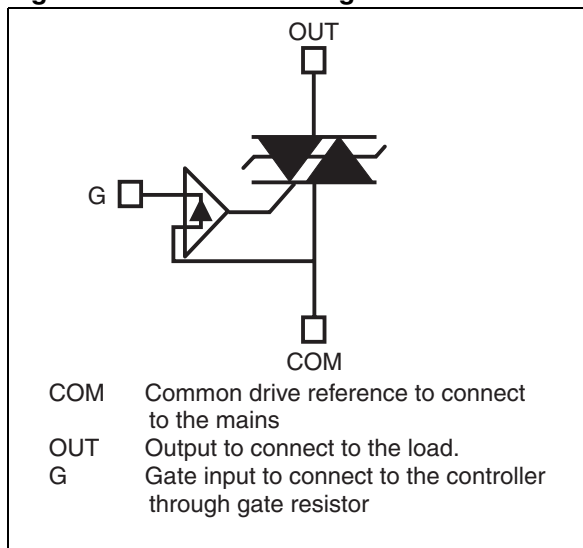 OUT
G
COM
COM Common drive reference to connect
to the mains
OUT Output to connect to the load.
G Gate input to connect to the controller
through gate resistor